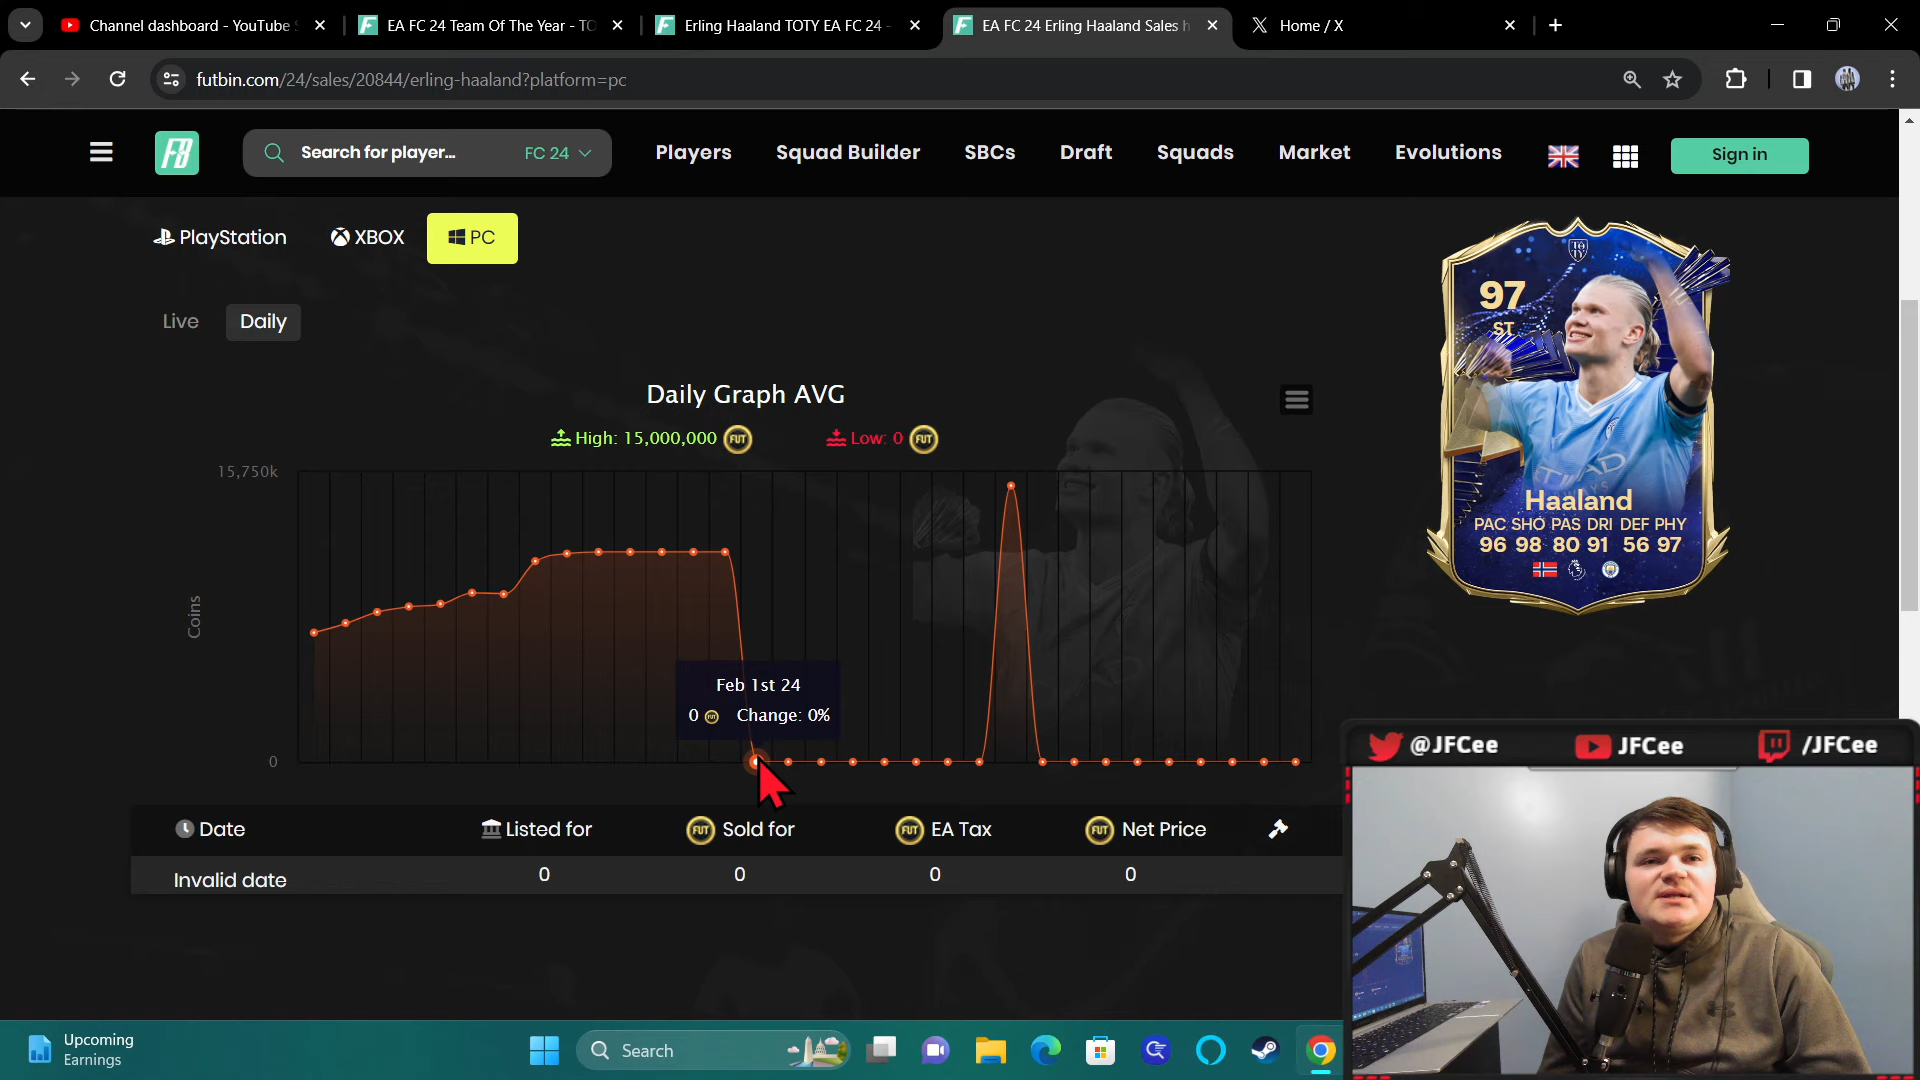 Channel dashboard - YouTube
EA FC 24 Team Of The Year - TO
Erling Haaland TOTY EA FC 24 -
EA FC 24 Erling Haaland Sales h
Home / X
futbin.com/24/sales/20844/erling-haaland?platform=pc
Search for player...
FC 24
Players
Squad Builder
SBCs
Draft
Squads
Market
Evolutions
Sign in
PlayStation
XBOX
PC
Live
Daily
Daily Graph AVG
High: 15,000,000
FUT
Low: 0
FUT
15,750k
Coins
0
Feb 1st 24
0 Change: 0%
97
ST
Haaland
PAC SHO PAS DRI DEF PHY
96 98 80 91 56 97
@JFCee
JFCee
/JFCee
Date
Listed for
FUT Sold for
FUT EA Tax
FUT Net Price
Invalid date
0
0
0
0
Upcoming
Earnings
Search